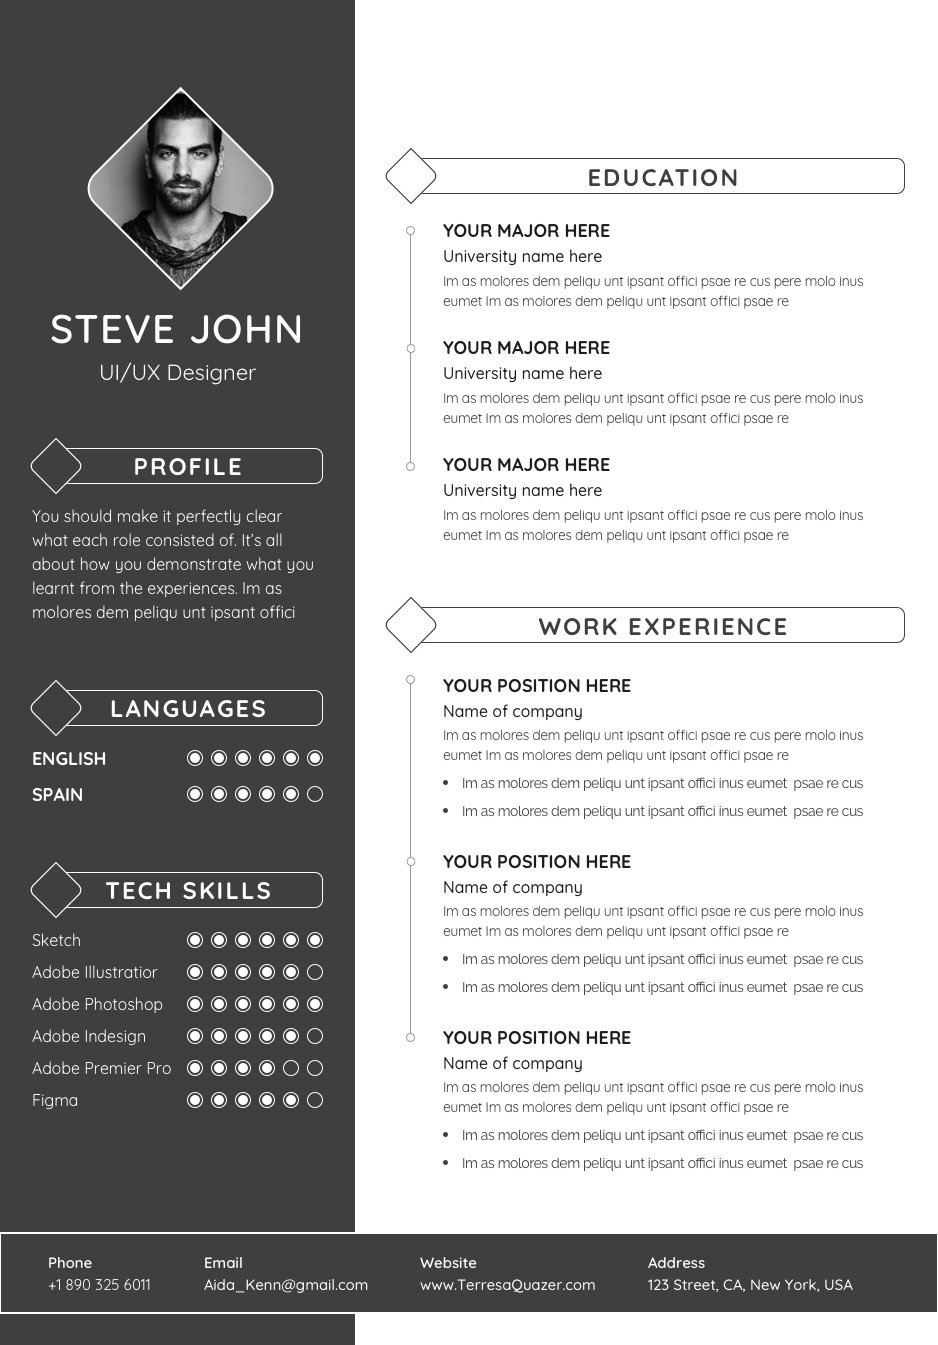 STEVE JOHN
UI/UX Designer
PROFILE
You should make it perfectly clear
what each role consisted of. It's all
about how you demonstrate what you
learnt from the experiences. Im as
molores dem peliqu unt ipsant offici
LANGUAGES
ENGLISH
SPAIN
TECH SKILLS
Sketch
Adobe Illustratior
Adobe Photoshop
Adobe Indesign
Adobe Premier Pro
Figma
EDUCATION
YOUR MAJOR HERE
University name here
Im as molores dem peliqu unt ipsant offici psae re cus pere molo inus
eumet Im as molores dem peliqu unt ipsant offici psae re
YOUR MAJOR HERE
University name here
Im as molores dem peliqu unt ipsant offici psae re cus pere molo inus
eumet Im as molores dem peliqu unt ipsant offici psae re
YOUR MAJOR HERE
University name here
Im as molores dem peliqu unt ipsant offici psae re cus pere molo inus
eumet Im as molores dem peliqu unt ipsant offici psae re
WORK EXPERIENCE
YOUR POSITION HERE
Name of company
Im as molores dem peliqu unt ipsant offici psae re cus pere molo inus
eumet Im as molores dem peliqu unt ipsant offici psae re
• Im as molores dem peliqu unt ipsant offici inus eumet psae re cus
• Im as molores dem peliqu unt ipsant offici inus eumet psae re cus
YOUR POSITION HERE
Name of company
Im as molores dem peliqu unt ipsant offici psae re cus pere molo inus
eumet Im as molores dem peliqu unt ipsant offici psae re
• Im as molores dem peliqu unt ipsant offici inus eumet psae re cus
• Im as molores dem peliqu unt ipsant offici inus eumet psae re cus
YOUR POSITION HERE
Name of company
Im as molores dem peliqu unt ipsant offici psae re cus pere molo inus
eumet Im as molores dem peliqu unt ipsant offici psae re
• Im as molores dem peliqu unt ipsant offici inus eumet psae re cus
• Im as molores dem peliqu unt ipsant offici inus eumet psae re cus
Phone
+1 890 325 6011
Email
Aida_Kenn@gmail.com
Website
www.TerresaQuazer.com
Address
123 Street, CA, New York, USA